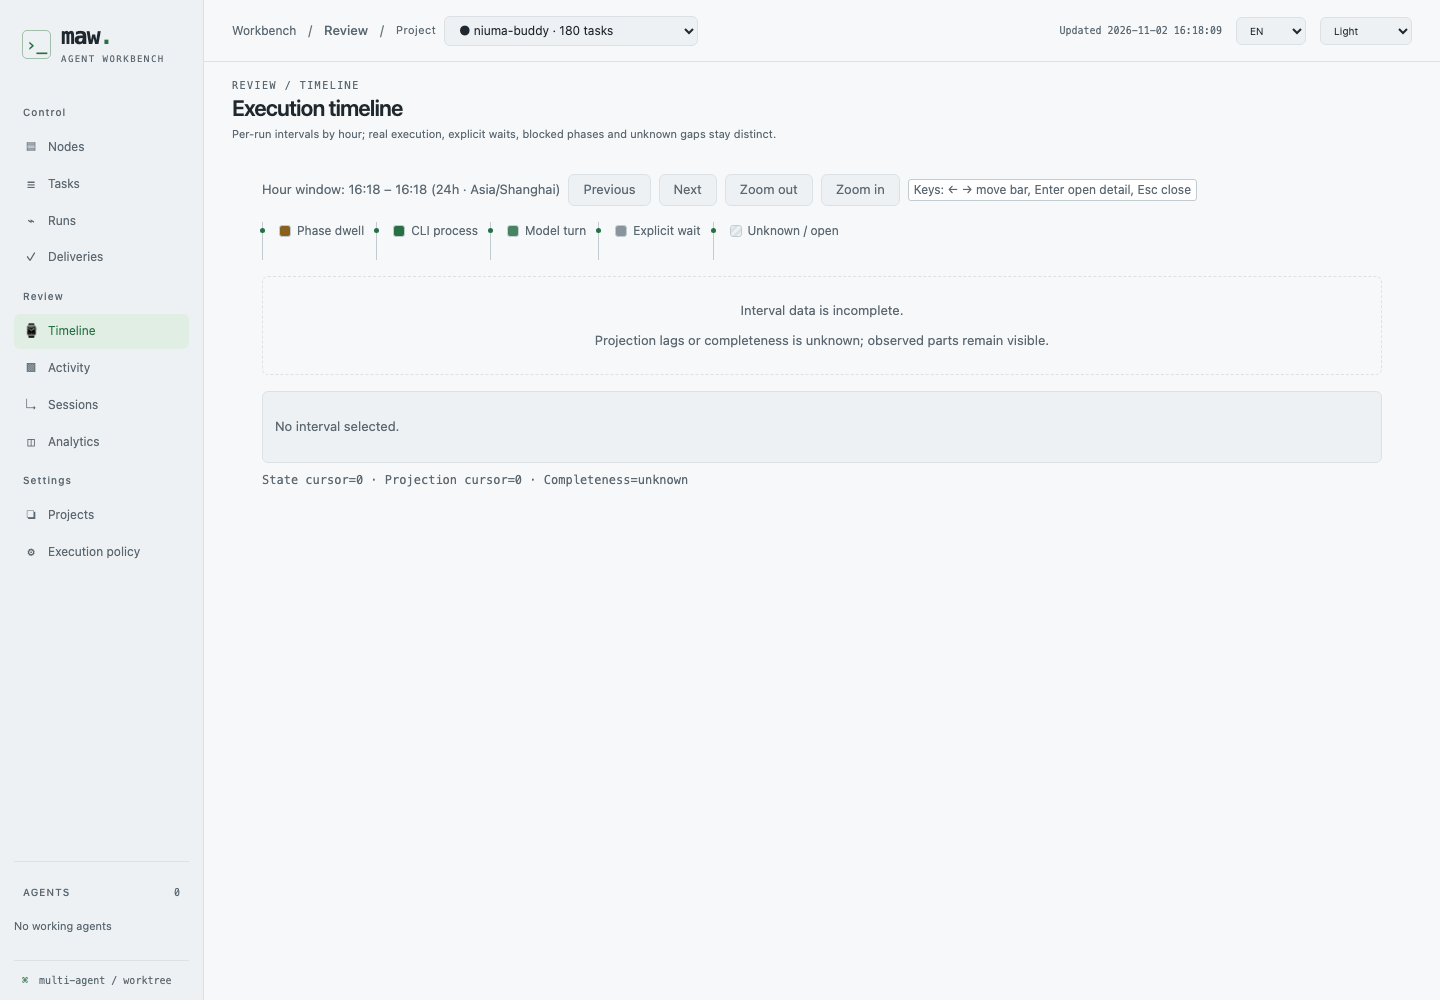 maw.
AGENT WORKBENCH
Control
Nodes
Tasks
Runs
Deliveries
Review
Timeline
Activity
Sessions
Analytics
Settings
Projects
Execution policy
AGENTS 0
No working agents
⌘ multi-agent / worktree
Workbench / Review / Project ● niuma-buddy · 180 tasks
Updated 2026-11-02 16:18:09 EN Light
REVIEW / TIMELINE
Execution timeline
Per-run intervals by hour; real execution, explicit waits, blocked phases and unknown gaps stay distinct.
Hour window: 16:18 – 16:18 (24h · Asia/Shanghai) Previous Next Zoom out Zoom in Keys: ← → move bar, Enter open detail, Esc close
Phase dwell CLI process Model turn Explicit wait Unknown / open
Interval data is incomplete.
Projection lags or completeness is unknown; observed parts remain visible.
No interval selected.
State cursor=0 · Projection cursor=0 · Completeness=unknown